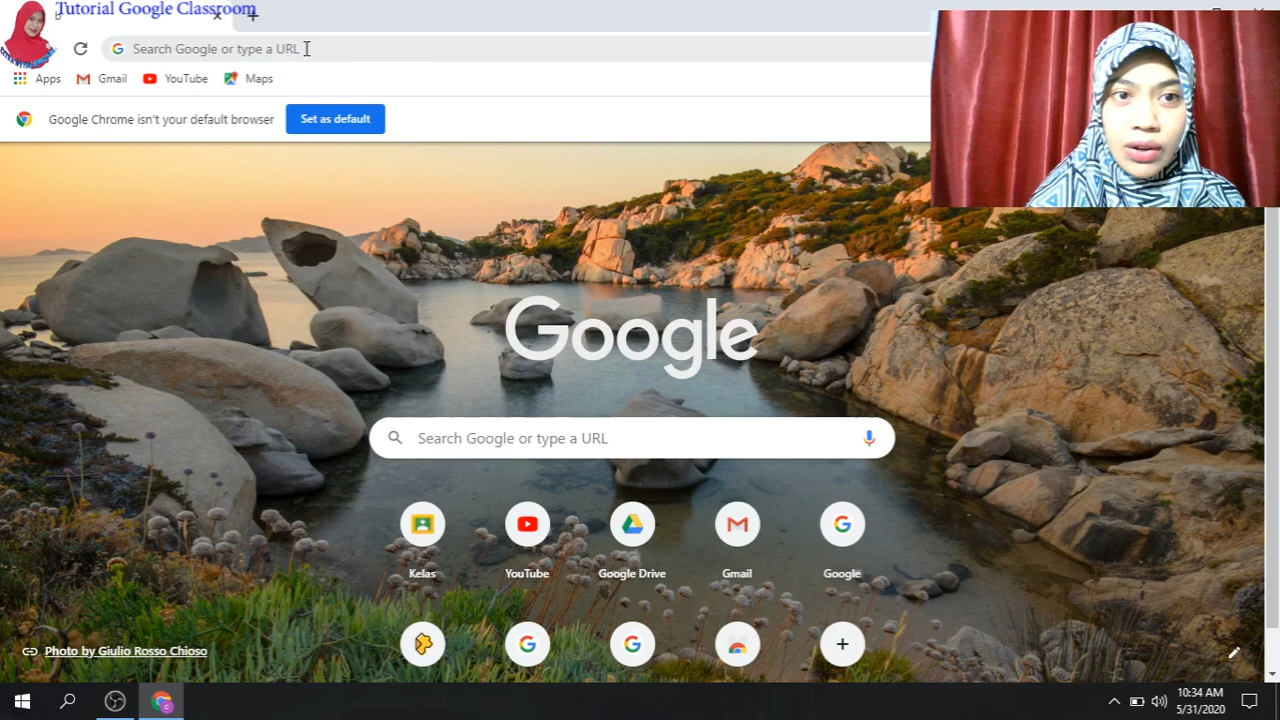 Tutorial Google Classroom
Search Google or type a URL
Apps Gmail YouTube Maps
Google Chrome isn't your default browser Set as default
Google
Search Google or type a URL
Kelas YouTube Google Drive Gmail Google
Photo by Giulio Rosso Chioso
10:34 AM
5/31/2020